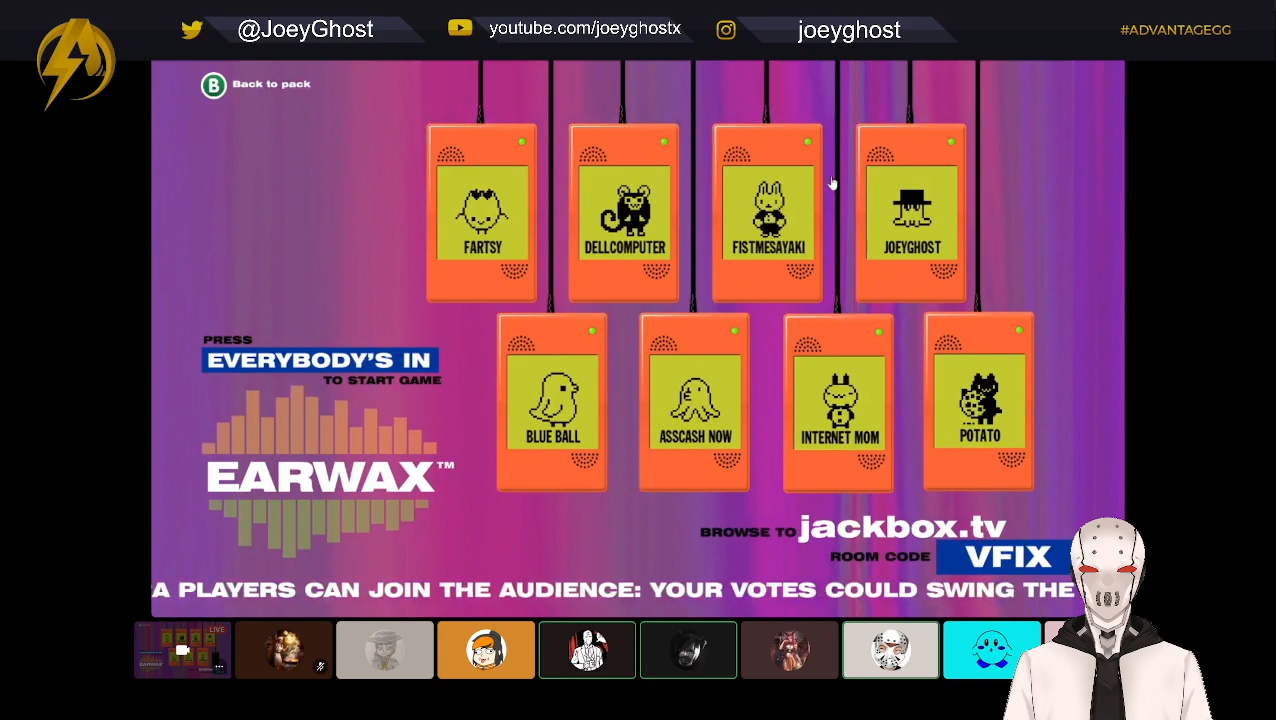 @JoeyGhost
youtube.com/joeyghostx
joeyghost
#ADVANTAGEGG
B
Back to pack
FARTSY
DELLCOMPUTER
FISTMESAYAKI
JOEYGHOST
BLUE BALL
ASSCASH NOW
INTERNET MOM
POTATO
PRESS
EVERYBODY'S IN
TO START GAME
EARWAX™
BROWSE TO jackbox.tv
ROOM CODE VFIX
A PLAYERS CAN JOIN THE AUDIENCE: YOUR VOTES COULD SWING THE
LIVE